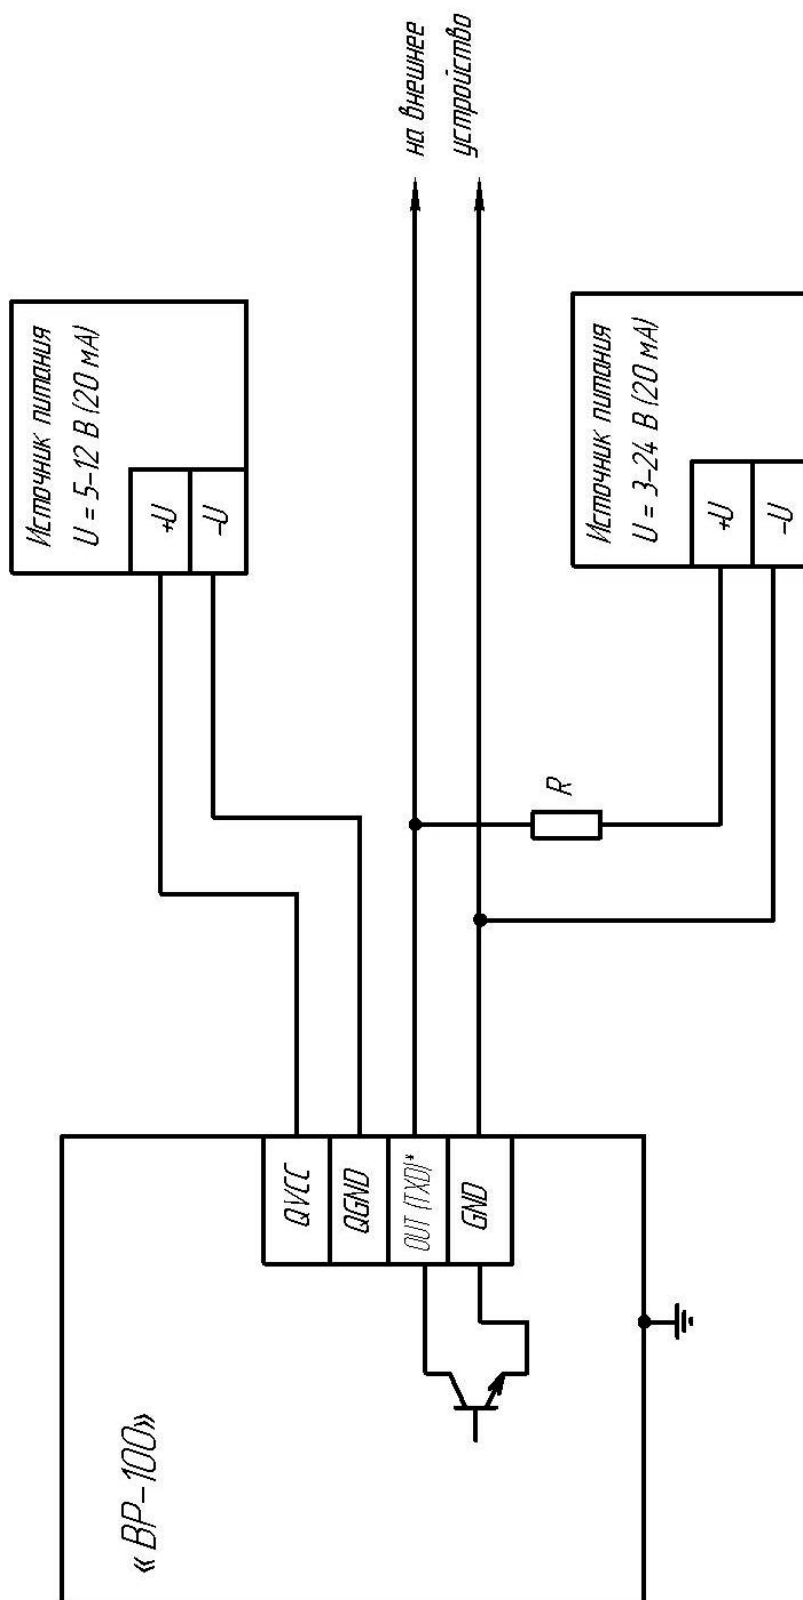 «ВР-100»
QVCC
QGND
OUT (TXD)*
GND
Источник питания
U = 5-12 В (20 мА)
+U
-U
R
Источник питания
U = 3-24 В (20 мА)
+U
-U
на внешнее
устройство